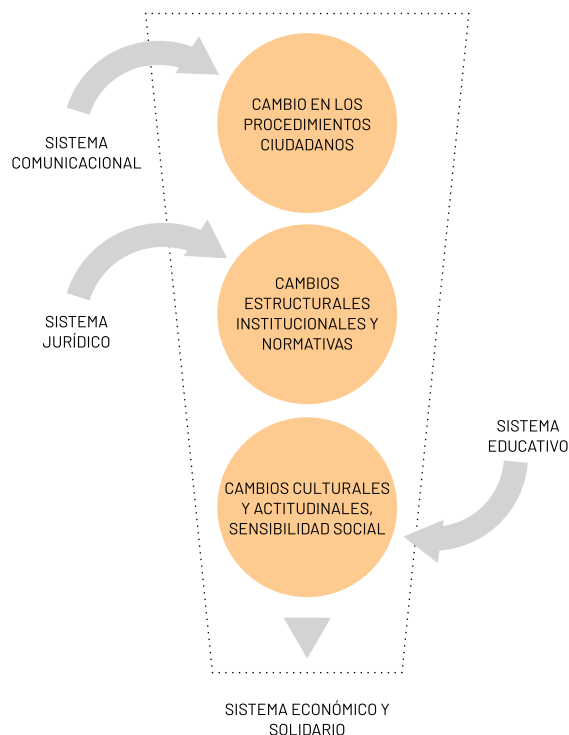 CAMBIO EN LOS
PROCEDIMIENTOS
CIUDADANOS
SISTEMA
COMUNICACIONAL
CAMBIOS
ESTRUCTURALES
INSTITUCIONALES Y
NORMATIVAS
SISTEMA
JURÍDICO
SISTEMA
EDUCATIVO
CAMBIOS CULTURALES
Y ACTITUDINALES,
SENSIBILIDAD SOCIAL
SISTEMA ECONÓMICO Y
SOLIDARIO